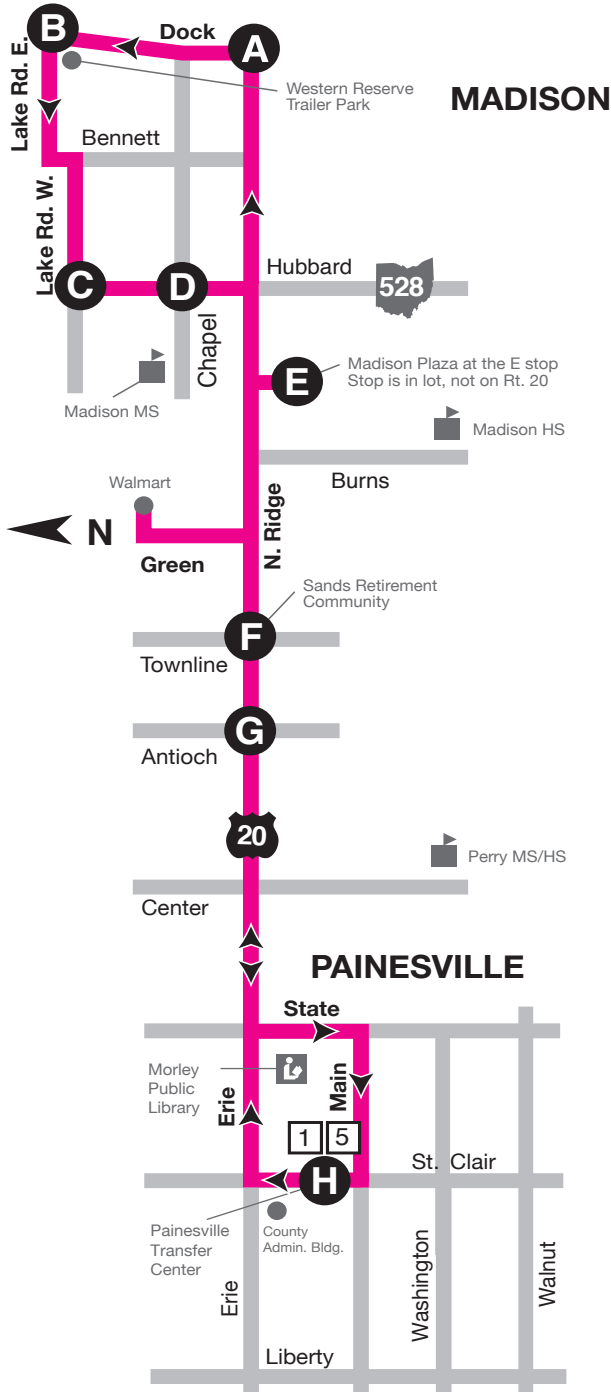 B
Dock
A
Lake Rd. E.
Western Reserve
Trailer Park
MADISON
Bennett
Lake Rd. W.
Hubbard
528
C
D
Chapel
Madison MS
E
Madison Plaza at the E stop
Stop is in lot, not on Rt. 20
Madison HS
Burns
Walmart
N
N. Ridge
Green
Sands Retirement
Community
F
Townline
G
Antioch
20
Perry MS/HS
Center
PAINESVILLE
State
Morley
Public
Library
Erie
Main
1 5
St. Clair
H
Painesville
Transfer
Center
County
Admin. Bldg.
Erie
Washington
Walnut
Liberty